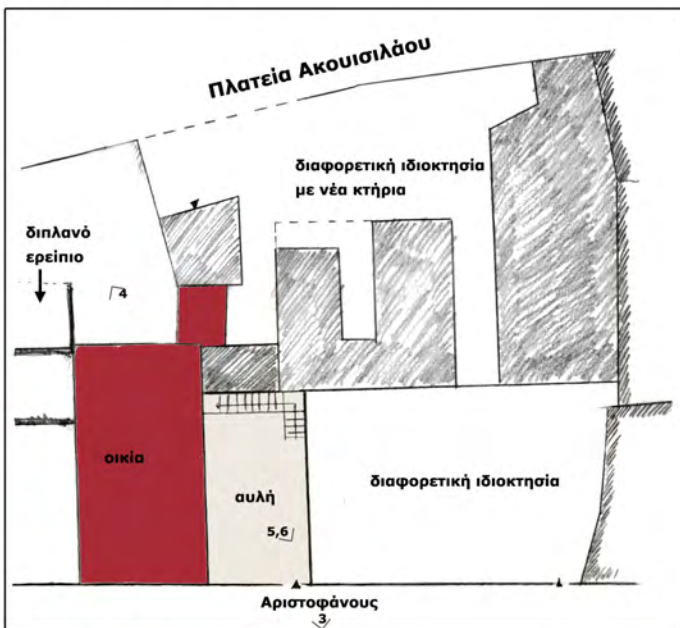 Πλατεία Ακουισιλάου
διαφορετική ιδιοκτησία
με νέα κτήρια
διπλανό
ερείπιο
4
οικία
αυλή
διαφορετική ιδιοκτησία
5,6
Αριστοφάνους
3